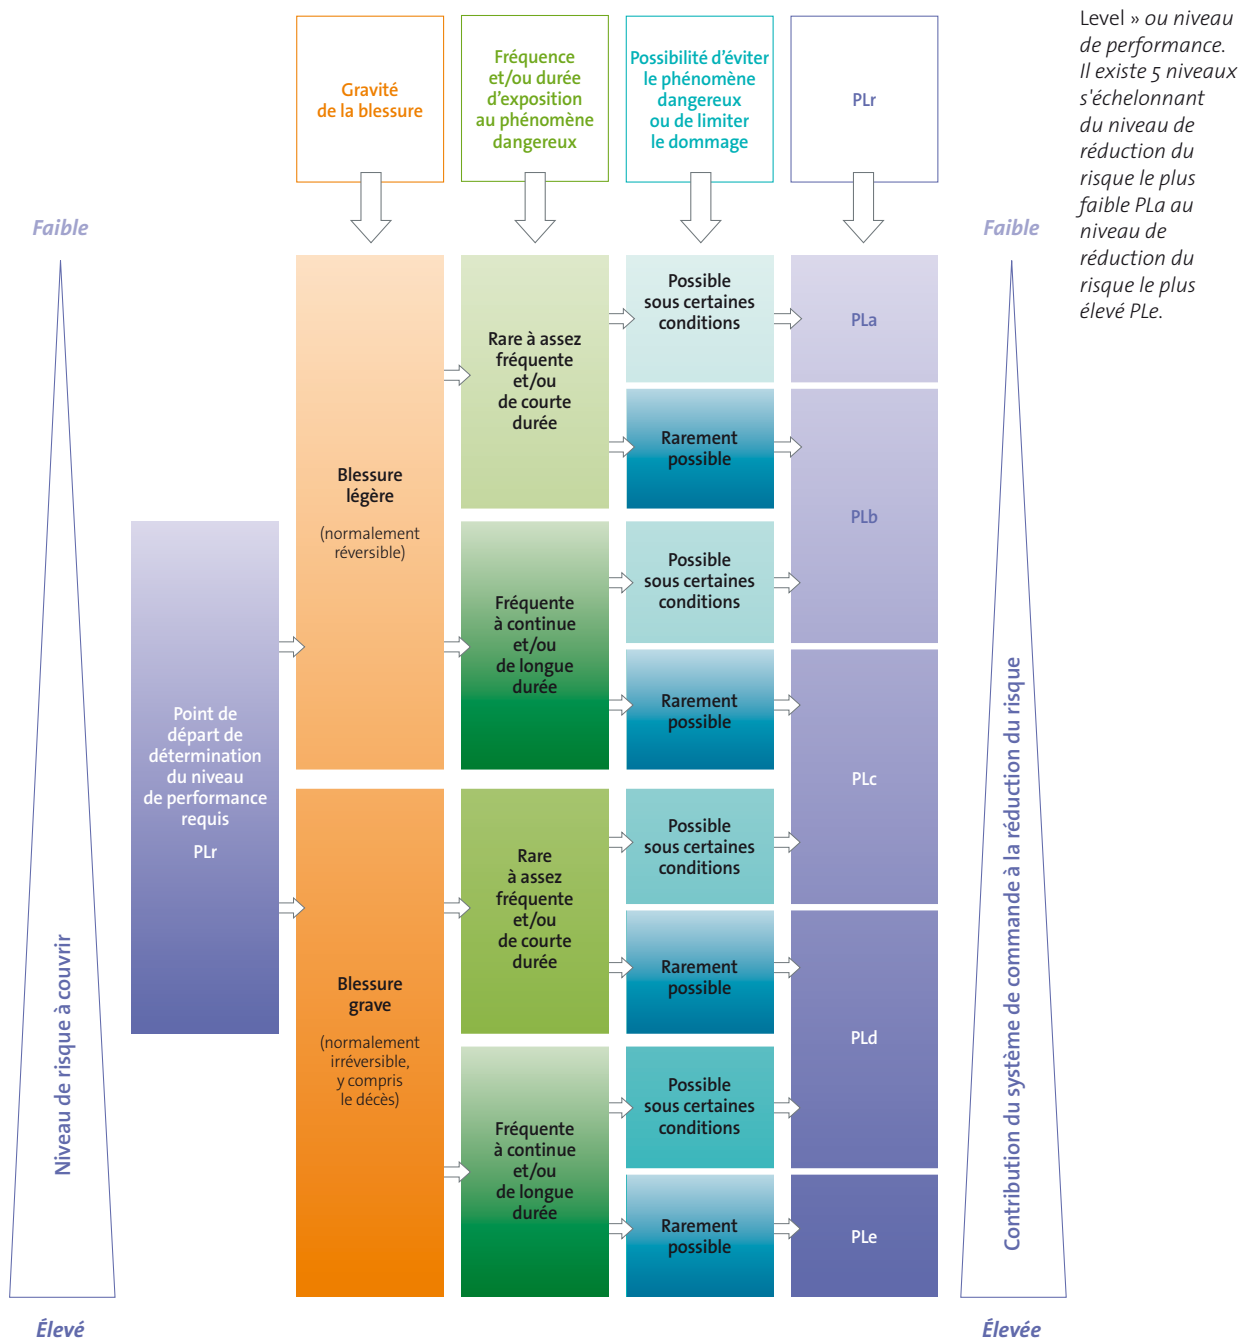 Gravité
de la blessure
Fréquence
et/ou durée
d'exposition
au phénomène
dangereux
Possibilité d'éviter
le phénomène
dangereux
ou de limiter
le dommage
PLr
Level » ou niveau
de performance.
Il existe 5 niveaux
s'échelonnant
du niveau de
réduction du
risque le plus
faible PLa au
niveau de
réduction du
risque le plus
élevé PLe.
Faible
Niveau de risque à couvrir
Élevé
Point de
départ de
détermination
du niveau
de performance
requis
PLr
Blessure
légère
(normalement
réversible)
Rare à assez
fréquente
et/ou
de courte
durée
Possible
sous certaines
conditions
PLa
Rarement
possible
PLb
Fréquente
à continue
et/ou
de longue
durée
Possible
sous certaines
conditions
Rarement
possible
PLc
Blessure
grave
(normalement
irréversible,
y compris
le décès)
Rare
à assez
fréquente
et/ou
de courte
durée
Possible
sous certaines
conditions
Rarement
possible
PLd
Fréquente
à continue
et/ou
de longue
durée
Possible
sous certaines
conditions
Rarement
possible
PLe
Faible
Contribution du système de commande à la réduction du risque
Élevée